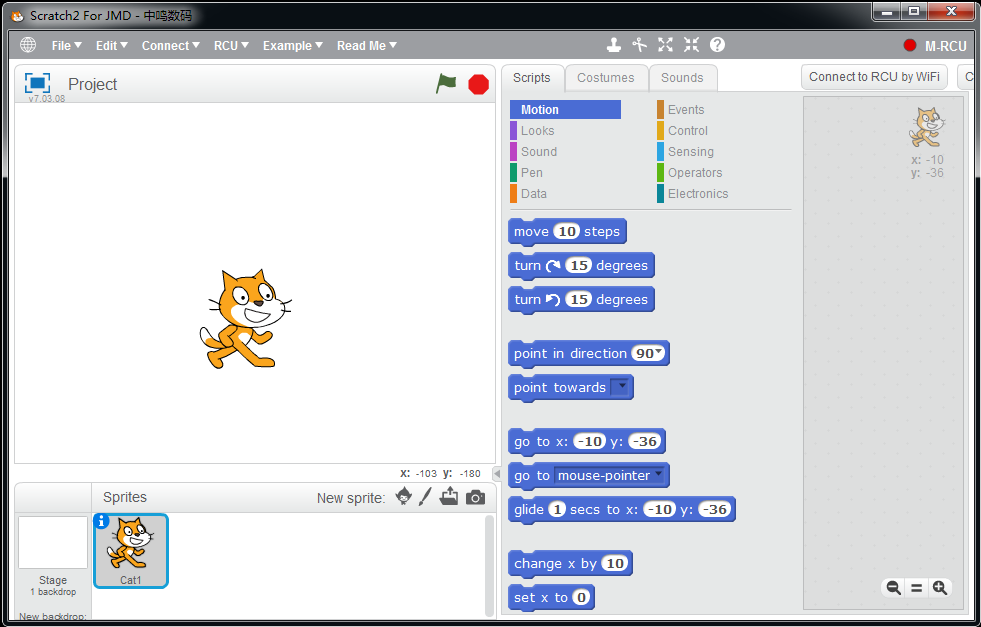 Scratch2 For JMD - 中鸣数码
File Edit Connect RCU Example Read Me M-RCU
v7.03.08
Project
Scripts Costumes Sounds
Connect to RCU by WiFi
C
Motion Events
Looks Control
Sound Sensing
Pen Operators
Data Electronics
x: -10
y: -36
move 10 steps
turn 15 degrees
turn 15 degrees
point in direction 90
point towards
go to x: -10 y: -36
go to mouse-pointer
glide 1 secs to x: -10 y: -36
change x by 10
set x to 0
x: -103 y: -180
Sprites New sprite:
Stage
1 backdrop
New backdrop:
Cat1